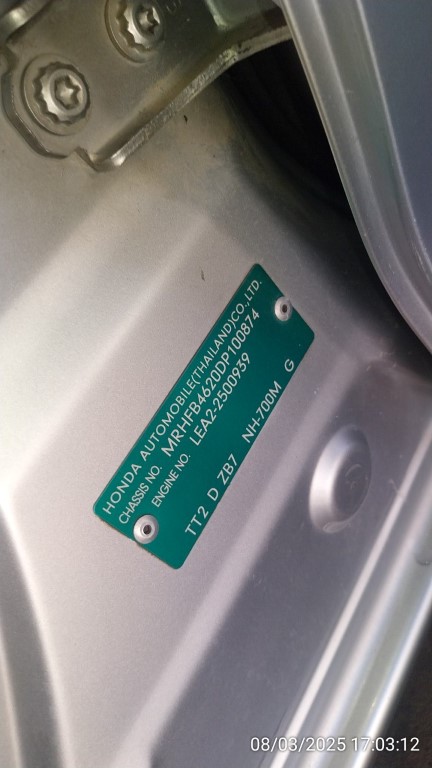 HONDA AUTOMOBILE(THAILAND)CO.,LTD.
CHASSIS NO. MRHFB4620DP100874
ENGINE NO. LEA2-2500939
TT2 D ZB7 NH-700M G
08/03/2025 17:03:12